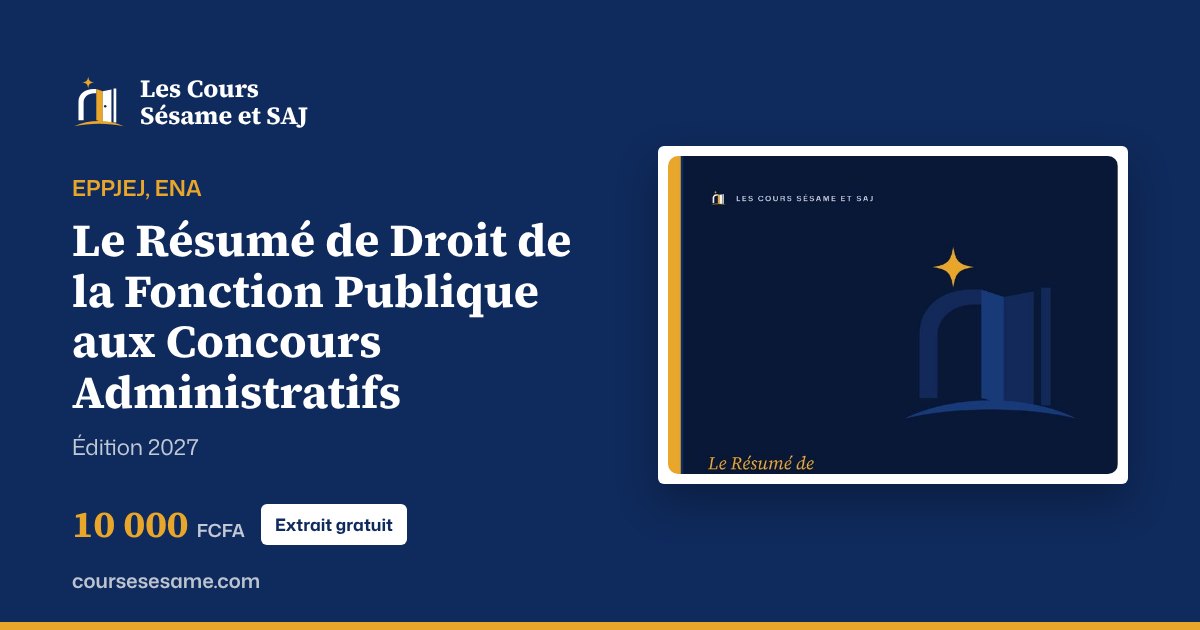 Les Cours
Sésame et SAJ
EPPJEJ, ENA
Le Résumé de Droit de
la Fonction Publique
aux Concours
Administratifs
Édition 2027
10 000 FCFA
Extrait gratuit
coursesesame.com
LES COURS SÉSAME ET SAJ
Le Résumé de